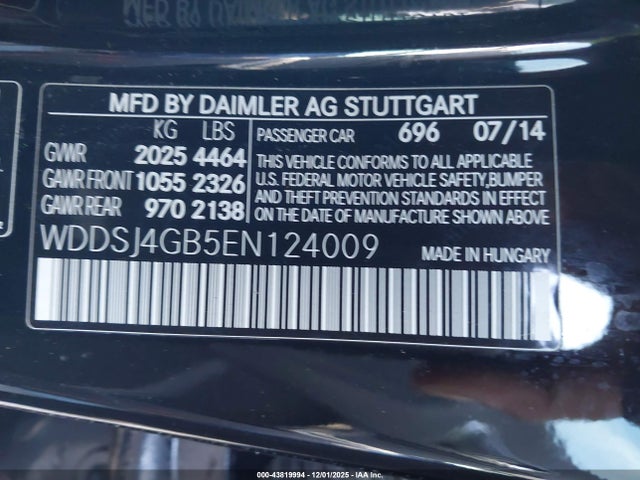 MFD BY DAIMLER AG STUTTGART
KG LBS
GVWR 2025 4464
GAWR FRONT 1055 2326
GAWR REAR 970 2138
PASSENGER CAR 696 07/14
THIS VEHICLE CONFORMS TO ALL APPLICABLE
U.S. FEDERAL MOTOR VEHICLE SAFETY,BUMPER
AND THEFT PREVENTION STANDARDS IN EFFECT
ON THE DATE OF MANUFACTURE SHOWN ABOVE
WDDSJ4GB5EN124009
MADE IN HUNGARY
000-43819994 | 12/01/2025 - IAA Inc.